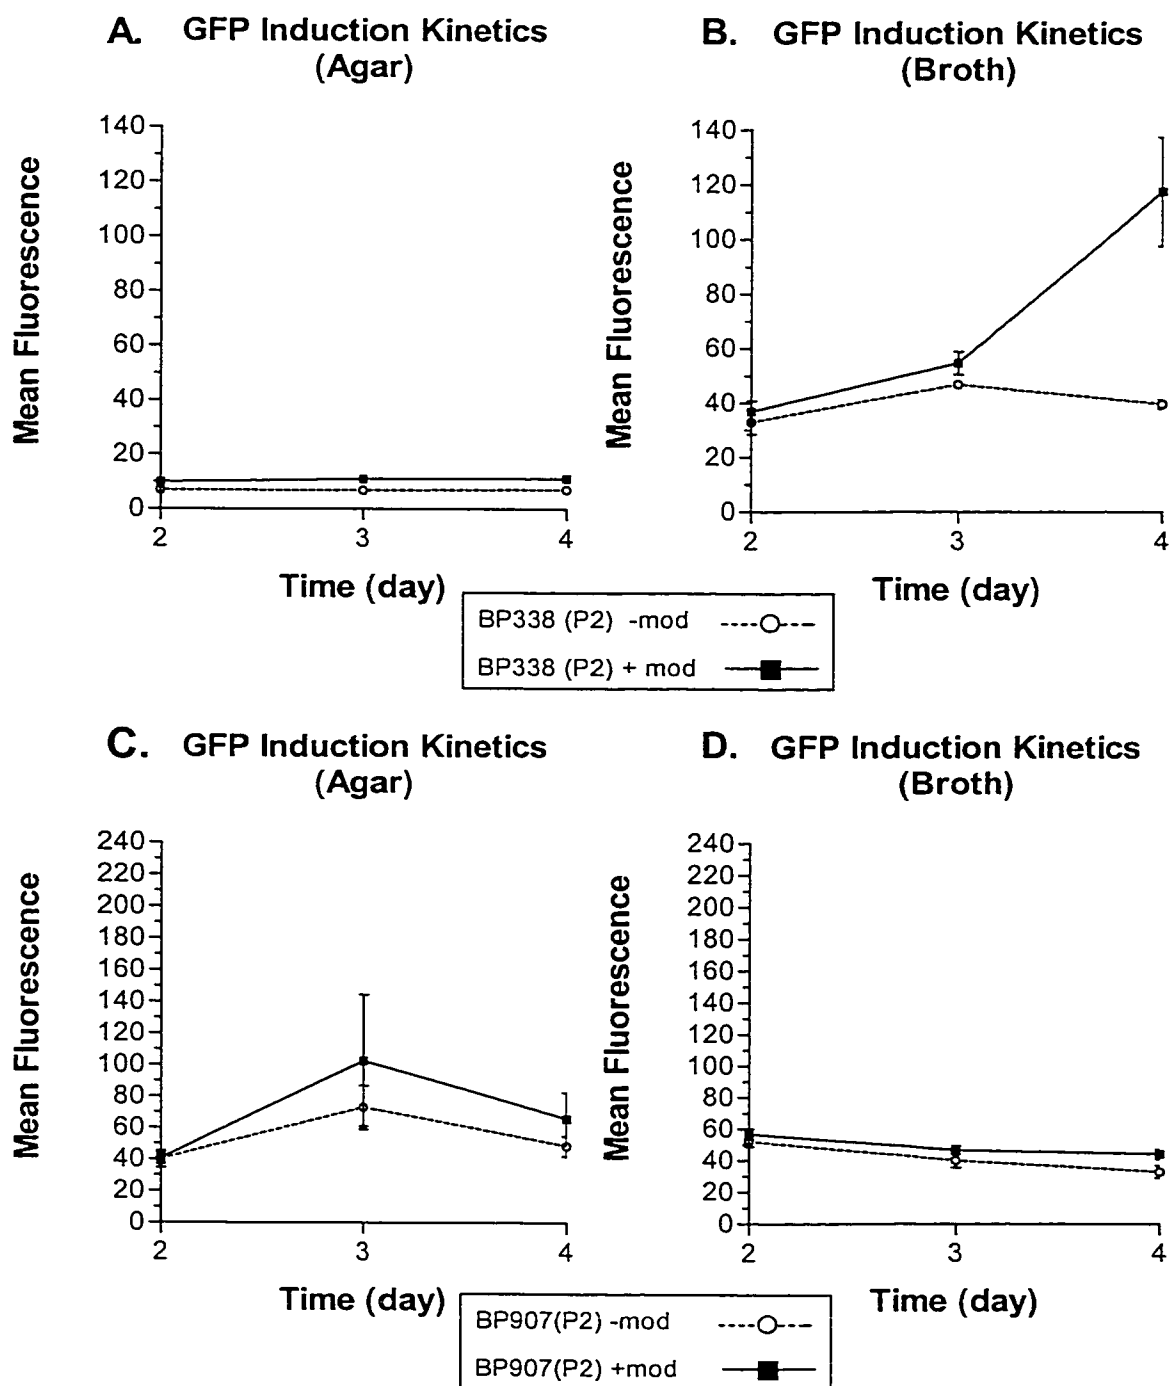 A. GFP Induction Kinetics
(Agar)
Mean Fluorescence
140
120
100
80
60
40
20
0
2 3 4
Time (day)
B. GFP Induction Kinetics
(Broth)
Mean Fluorescence
140
120
100
80
60
40
20
0
2 3 4
Time (day)
BP338 (P2) -mod
BP338 (P2) + mod
C. GFP Induction Kinetics
(Agar)
Mean Fluorescence
240
220
200
180
160
140
120
100
80
60
40
20
0
2 3 4
Time (day)
D. GFP Induction Kinetics
(Broth)
Mean Fluorescence
240
220
200
180
160
140
120
100
80
60
40
20
0
2 3 4
Time (day)
BP907(P2) -mod
BP907(P2) +mod